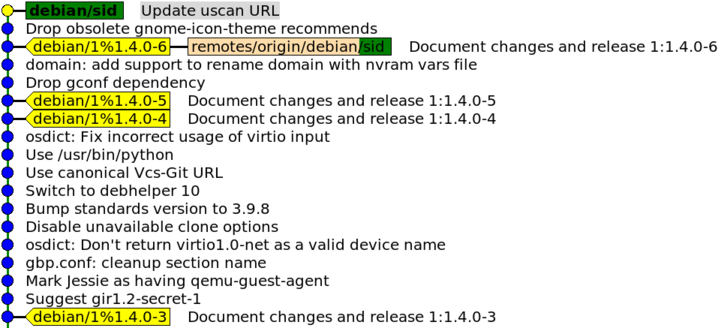 debian/sid Update uscan URL
Drop obsolete gnome-icon-theme recommends
debian/1%1.4.0-6 remotes/origin/debian/sid Document changes and release 1:1.4.0-6
domain: add support to rename domain with nvram vars file
Drop gconf dependency
debian/1%1.4.0-5 Document changes and release 1:1.4.0-5
debian/1%1.4.0-4 Document changes and release 1:1.4.0-4
osdict: Fix incorrect usage of virtio input
Use /usr/bin/python
Use canonical Vcs-Git URL
Switch to debhelper 10
Bump standards version to 3.9.8
Disable unavailable clone options
osdict: Don't return virtio1.0-net as a valid device name
gbp.conf: cleanup section name
Mark Jessie as having qemu-guest-agent
Suggest gir1.2-secret-1
debian/1%1.4.0-3 Document changes and release 1:1.4.0-3